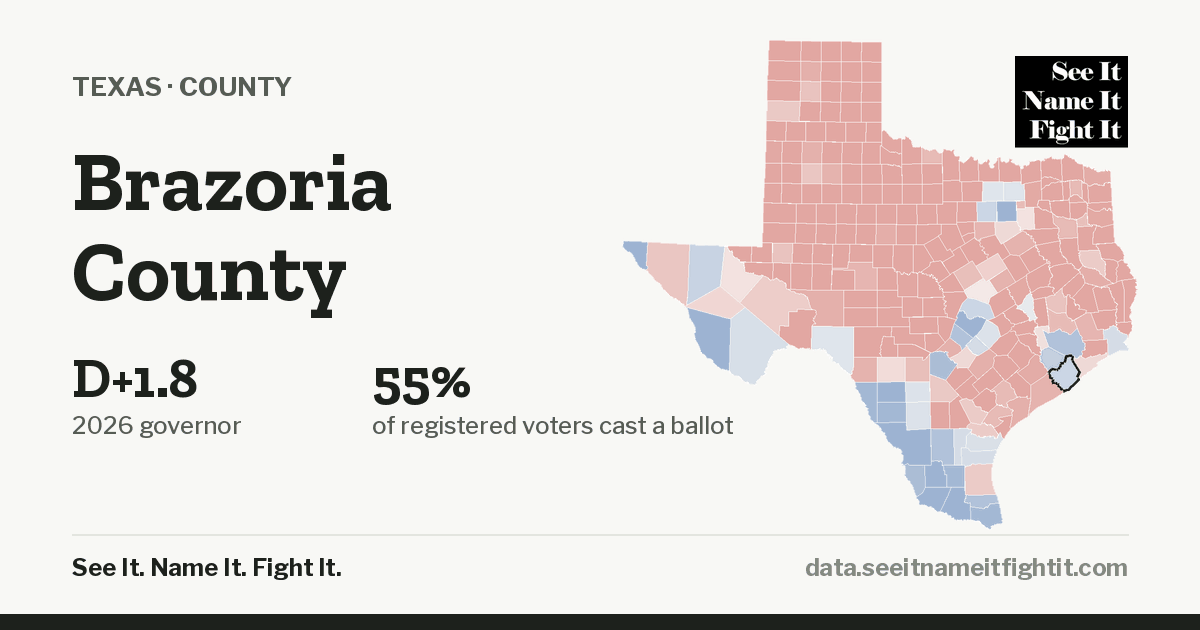 TEXAS · COUNTY
Brazoria
County
D+1.8
2026 governor
55%
of registered voters cast a ballot
See It
Name It
Fight It
See It. Name It. Fight It.
data.seeitnameitfightit.com